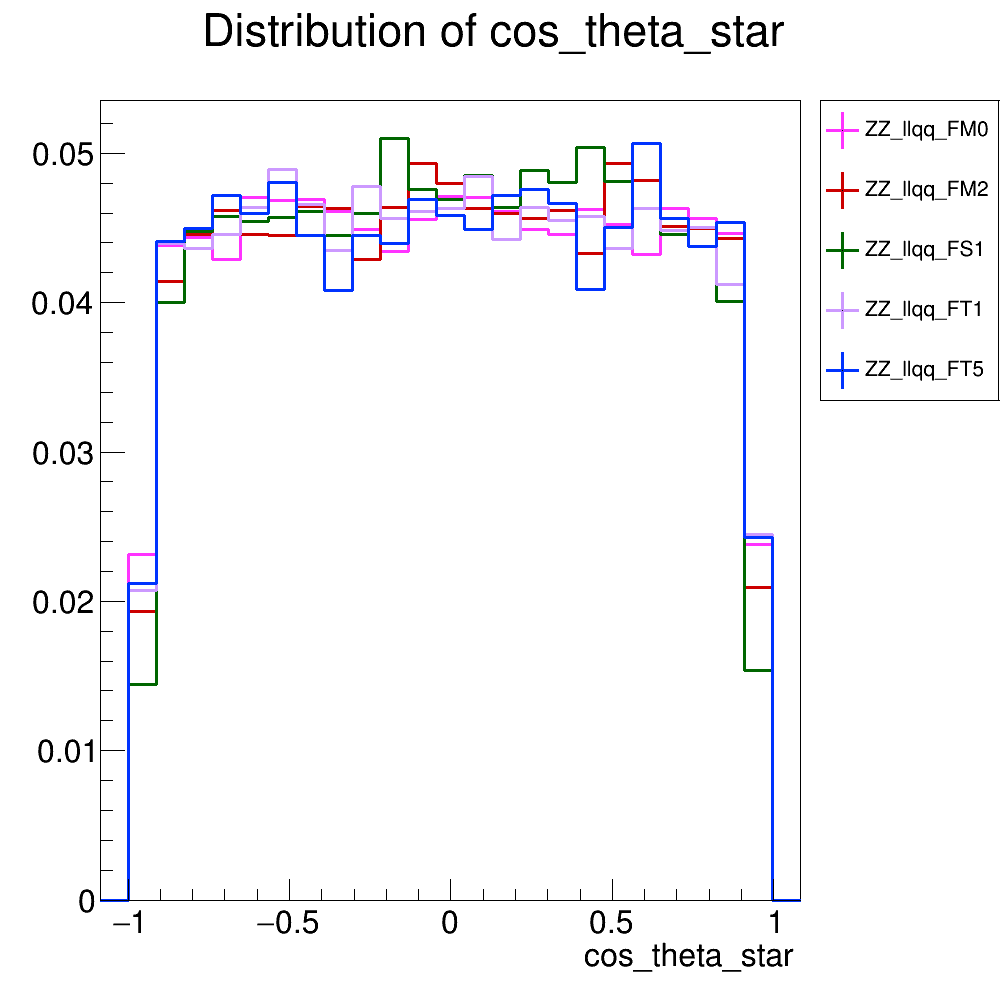 Distribution of cos_theta_star
0.05
0.04
0.03
0.02
0.01
0
−1
−0.5
0
0.5
1
cos_theta_star
ZZ_llqq_FM0
ZZ_llqq_FM2
ZZ_llqq_FS1
ZZ_llqq_FT1
ZZ_llqq_FT5